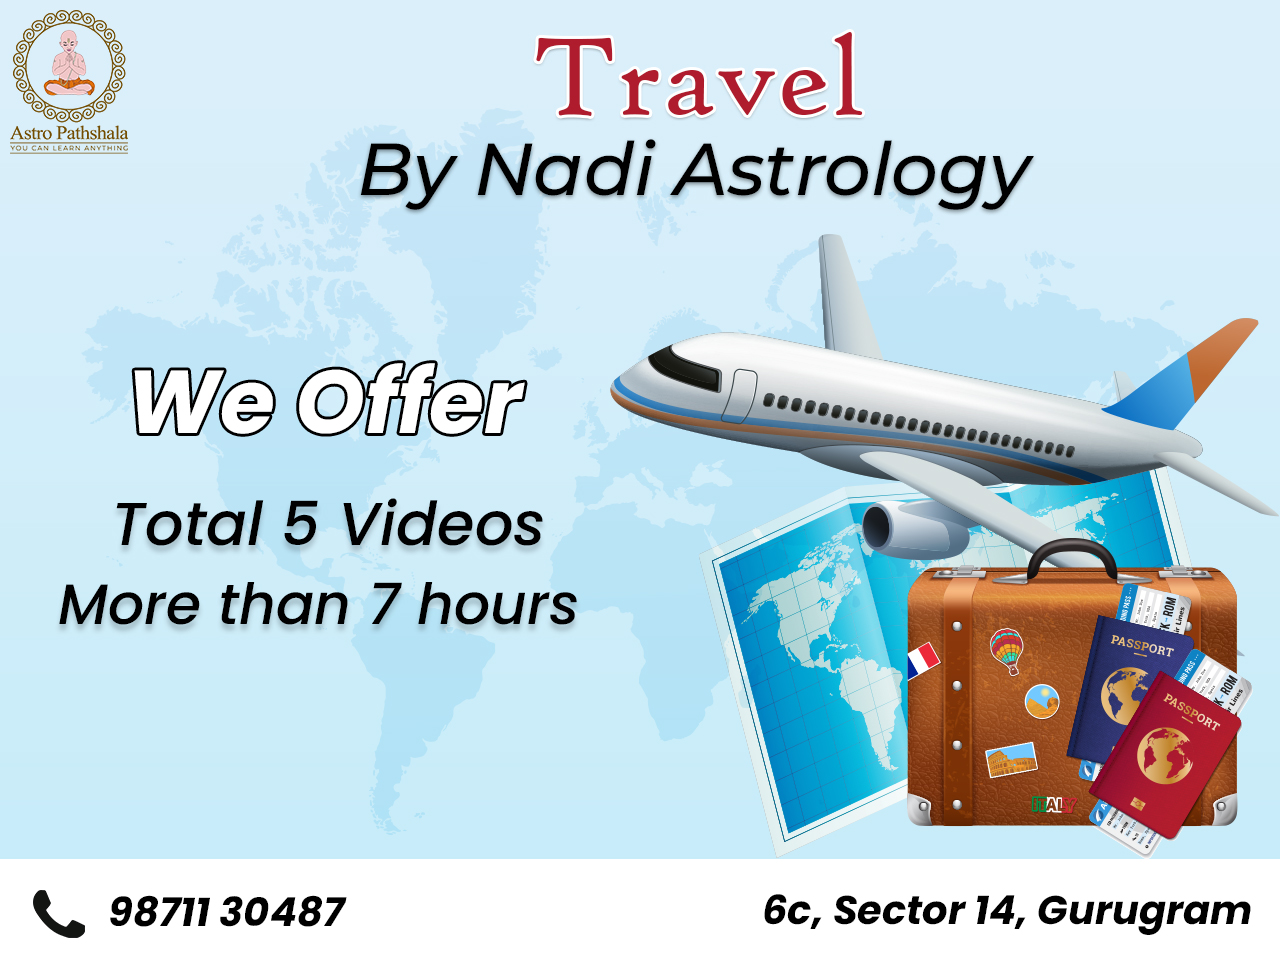 Astro Pathshala
YOU CAN LEARN ANYTHING
Travel
By Nadi Astrology
We Offer
Total 5 Videos
More than 7 hours
PASSPORT
PASSPORT
ITALY
98711 30487
6c, Sector 14, Gurugram